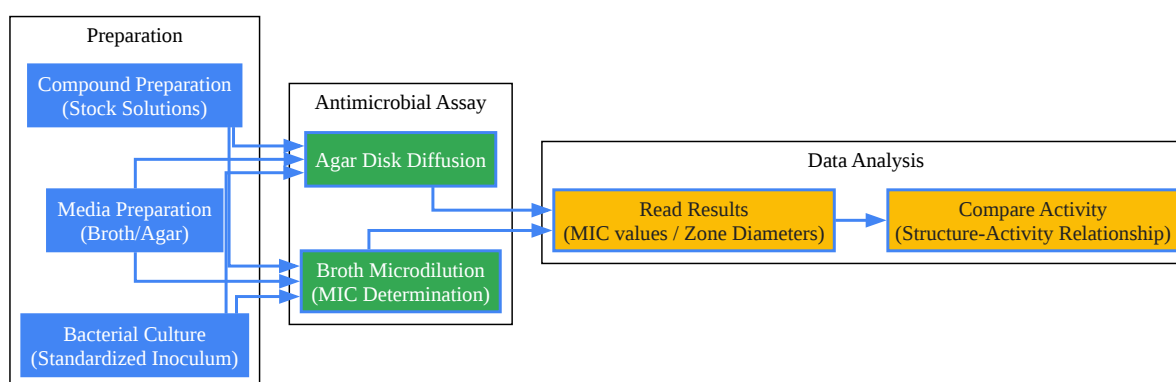 Preparation
Compound Preparation
(Stock Solutions)
Media Preparation
(Broth/Agar)
Bacterial Culture
(Standardized Inoculum)
Antimicrobial Assay
Agar Disk Diffusion
Broth Microdilution
(MIC Determination)
Data Analysis
Read Results
(MIC values / Zone Diameters)
Compare Activity
(Structure-Activity Relationship)